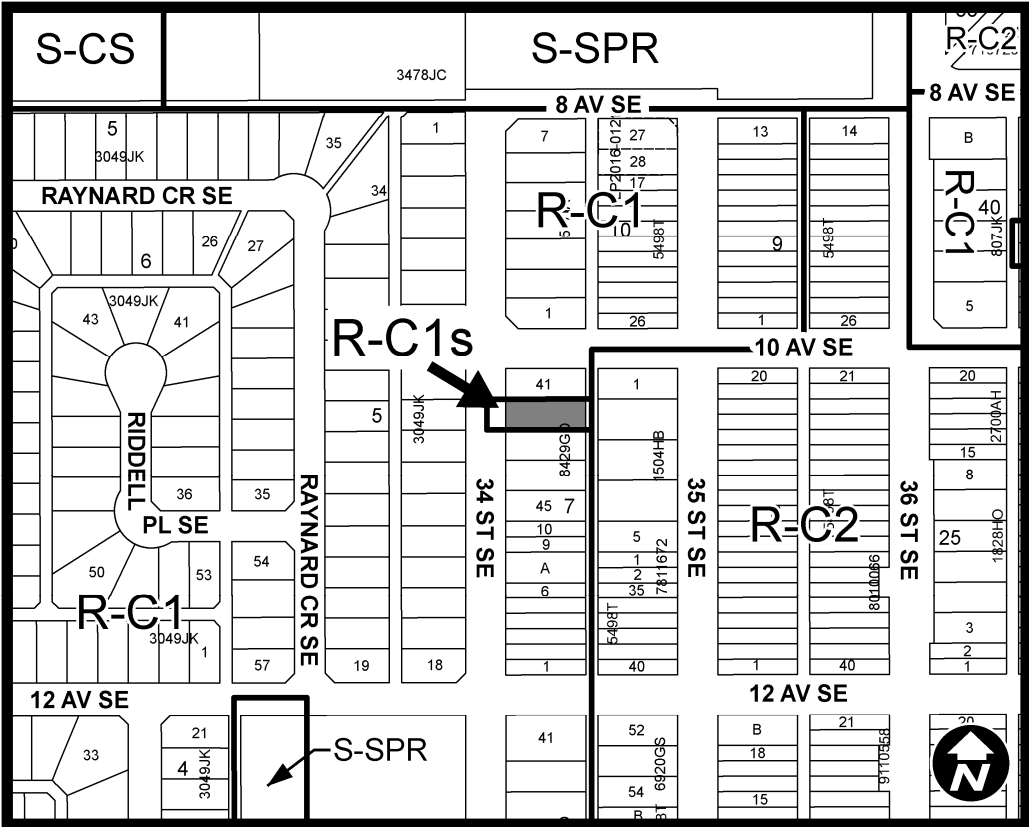 S-CS
S-SPR
R-C2
3478JC
8 AV SE
8 AV SE
5
3049JK
35
1
7
27
13
14
B
28
17
RAYNARD CR SE
34
R-C1
R-C1
40
807JK
10
5498T
9
5498T
26
27
6
3049JK
43
41
1
26
1
26
5
R-C1s
10 AV SE
41
1
20
21
20
5
3049JK
8429G
1504HB
2700AH
15
8
RIDDELL
PL SE
36
35
RAYNARD CR SE
34 ST SE
45
7
10
9
A
6
35 ST SE
R-C2
36 ST SE
25
1828HO
5
1
2
35
7811672
8010066
5498T
50
53
54
R-C1
3049JK
1
57
19
18
1
40
1
40
3
2
1
12 AV SE
12 AV SE
33
21
4
3049JK
S-SPR
41
52
6920GS
54
B
B
18
15
21
9110558
20
N